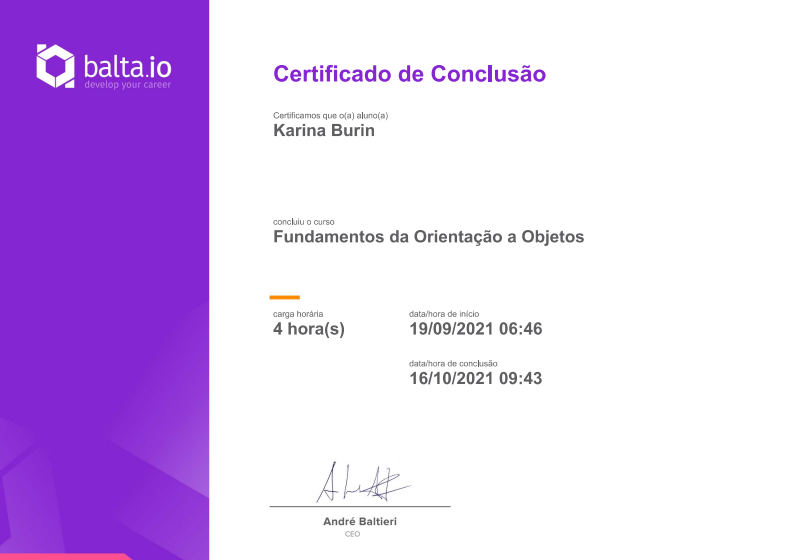 balta.io
develop your career
Certificado de Conclusão
Certificamos que o(a) aluno(a)
Karina Burin
concluiu o curso
Fundamentos da Orientação a Objetos
carga horária
4 hora(s)
data/hora de início
19/09/2021 06:46
data/hora de conclusão
16/10/2021 09:43
André Baltieri
CEO